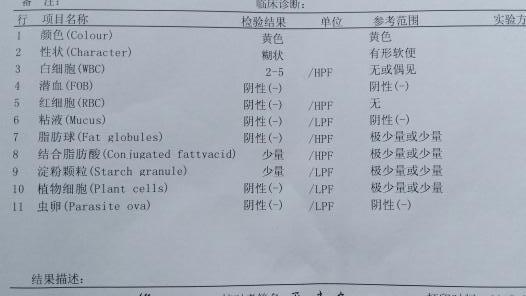 备 注： 临床诊断：
行 项目名称 检验结果 单位 参考范围 实验方
1 颜色(Colour) 黄色 黄色
2 性状(Character) 糊状 有形软便
3 白细胞(WBC) 2-5 /HPF 无或偶见
4 潜血(FOB) 阴性(-) 阴性(-)
5 红细胞(RBC) 阴性(-) /HPF 无
6 粘液(Mucus) 阴性(-) /LPF 阴性(-)
7 脂肪球(Fat globules) 阴性(-) /HPF 极少量或少量
8 结合脂肪酸(Conjugated fattyacid) 少量 /HPF 极少量或少量
9 淀粉颗粒(Starch granule) 少量 /LPF 极少量或少量
10 植物细胞(Plant cells) 阴性(-) /LPF 极少量或少量
11 虫卵(Parasite ova) 阴性(-) /LPF 阴性(-)
结果描述：